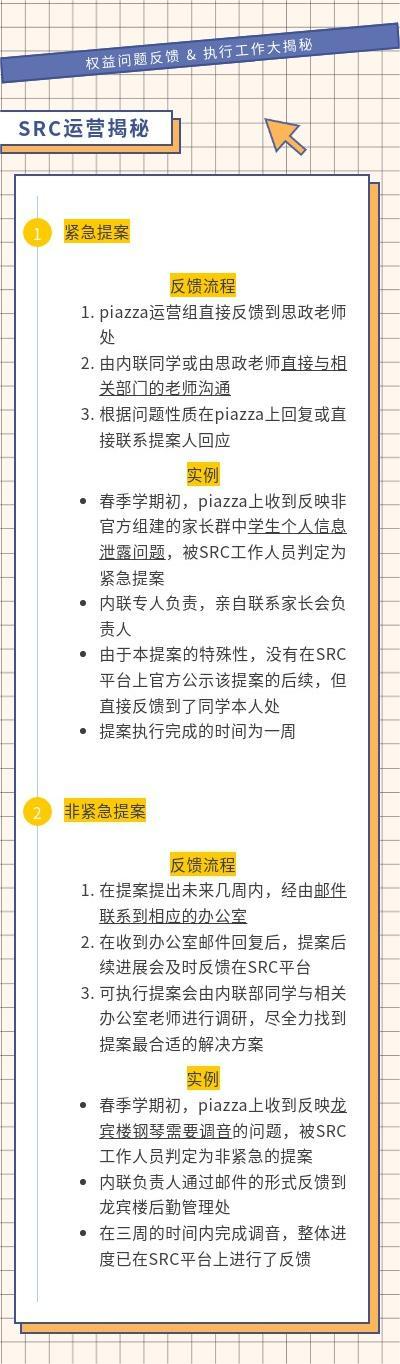 权益问题反馈 & 执行工作大揭秘
SRC运营揭秘
1 紧急提案
反馈流程
1. piazza运营组直接反馈到思政老师
处
2. 由内联同学或由思政老师直接与相
关部门的老师沟通
3. 根据问题性质在piazza上回复或直
接联系提案人回应
实例
• 春季学期初，piazza上收到反映非
官方组建的家长群中学生个人信息
泄露问题，被SRC工作人员判定为
紧急提案
• 内联专人负责，亲自联系家长会负
责人
• 由于本提案的特殊性，没有在SRC
平台上官方公示该提案的后续，但
直接反馈到了同学本人处
• 提案执行完成的时间为一周
2 非紧急提案
反馈流程
1. 在提案提出未来几周内，经由邮件
联系到相应的办公室
2. 在收到办公室邮件回复后，提案后
续进展会及时反馈在SRC平台
3. 可执行提案会由内联部同学与相关
办公室老师进行调研，尽全力找到
提案最合适的解决方案
实例
• 春季学期初，piazza上收到反映龙
宾楼钢琴需要调音的问题，被SRC
工作人员判定为非紧急的提案
• 内联负责人通过邮件的形式反馈到
龙宾楼后勤管理处
• 在三周的时间内完成调音，整体进
度已在SRC平台上进行了反馈